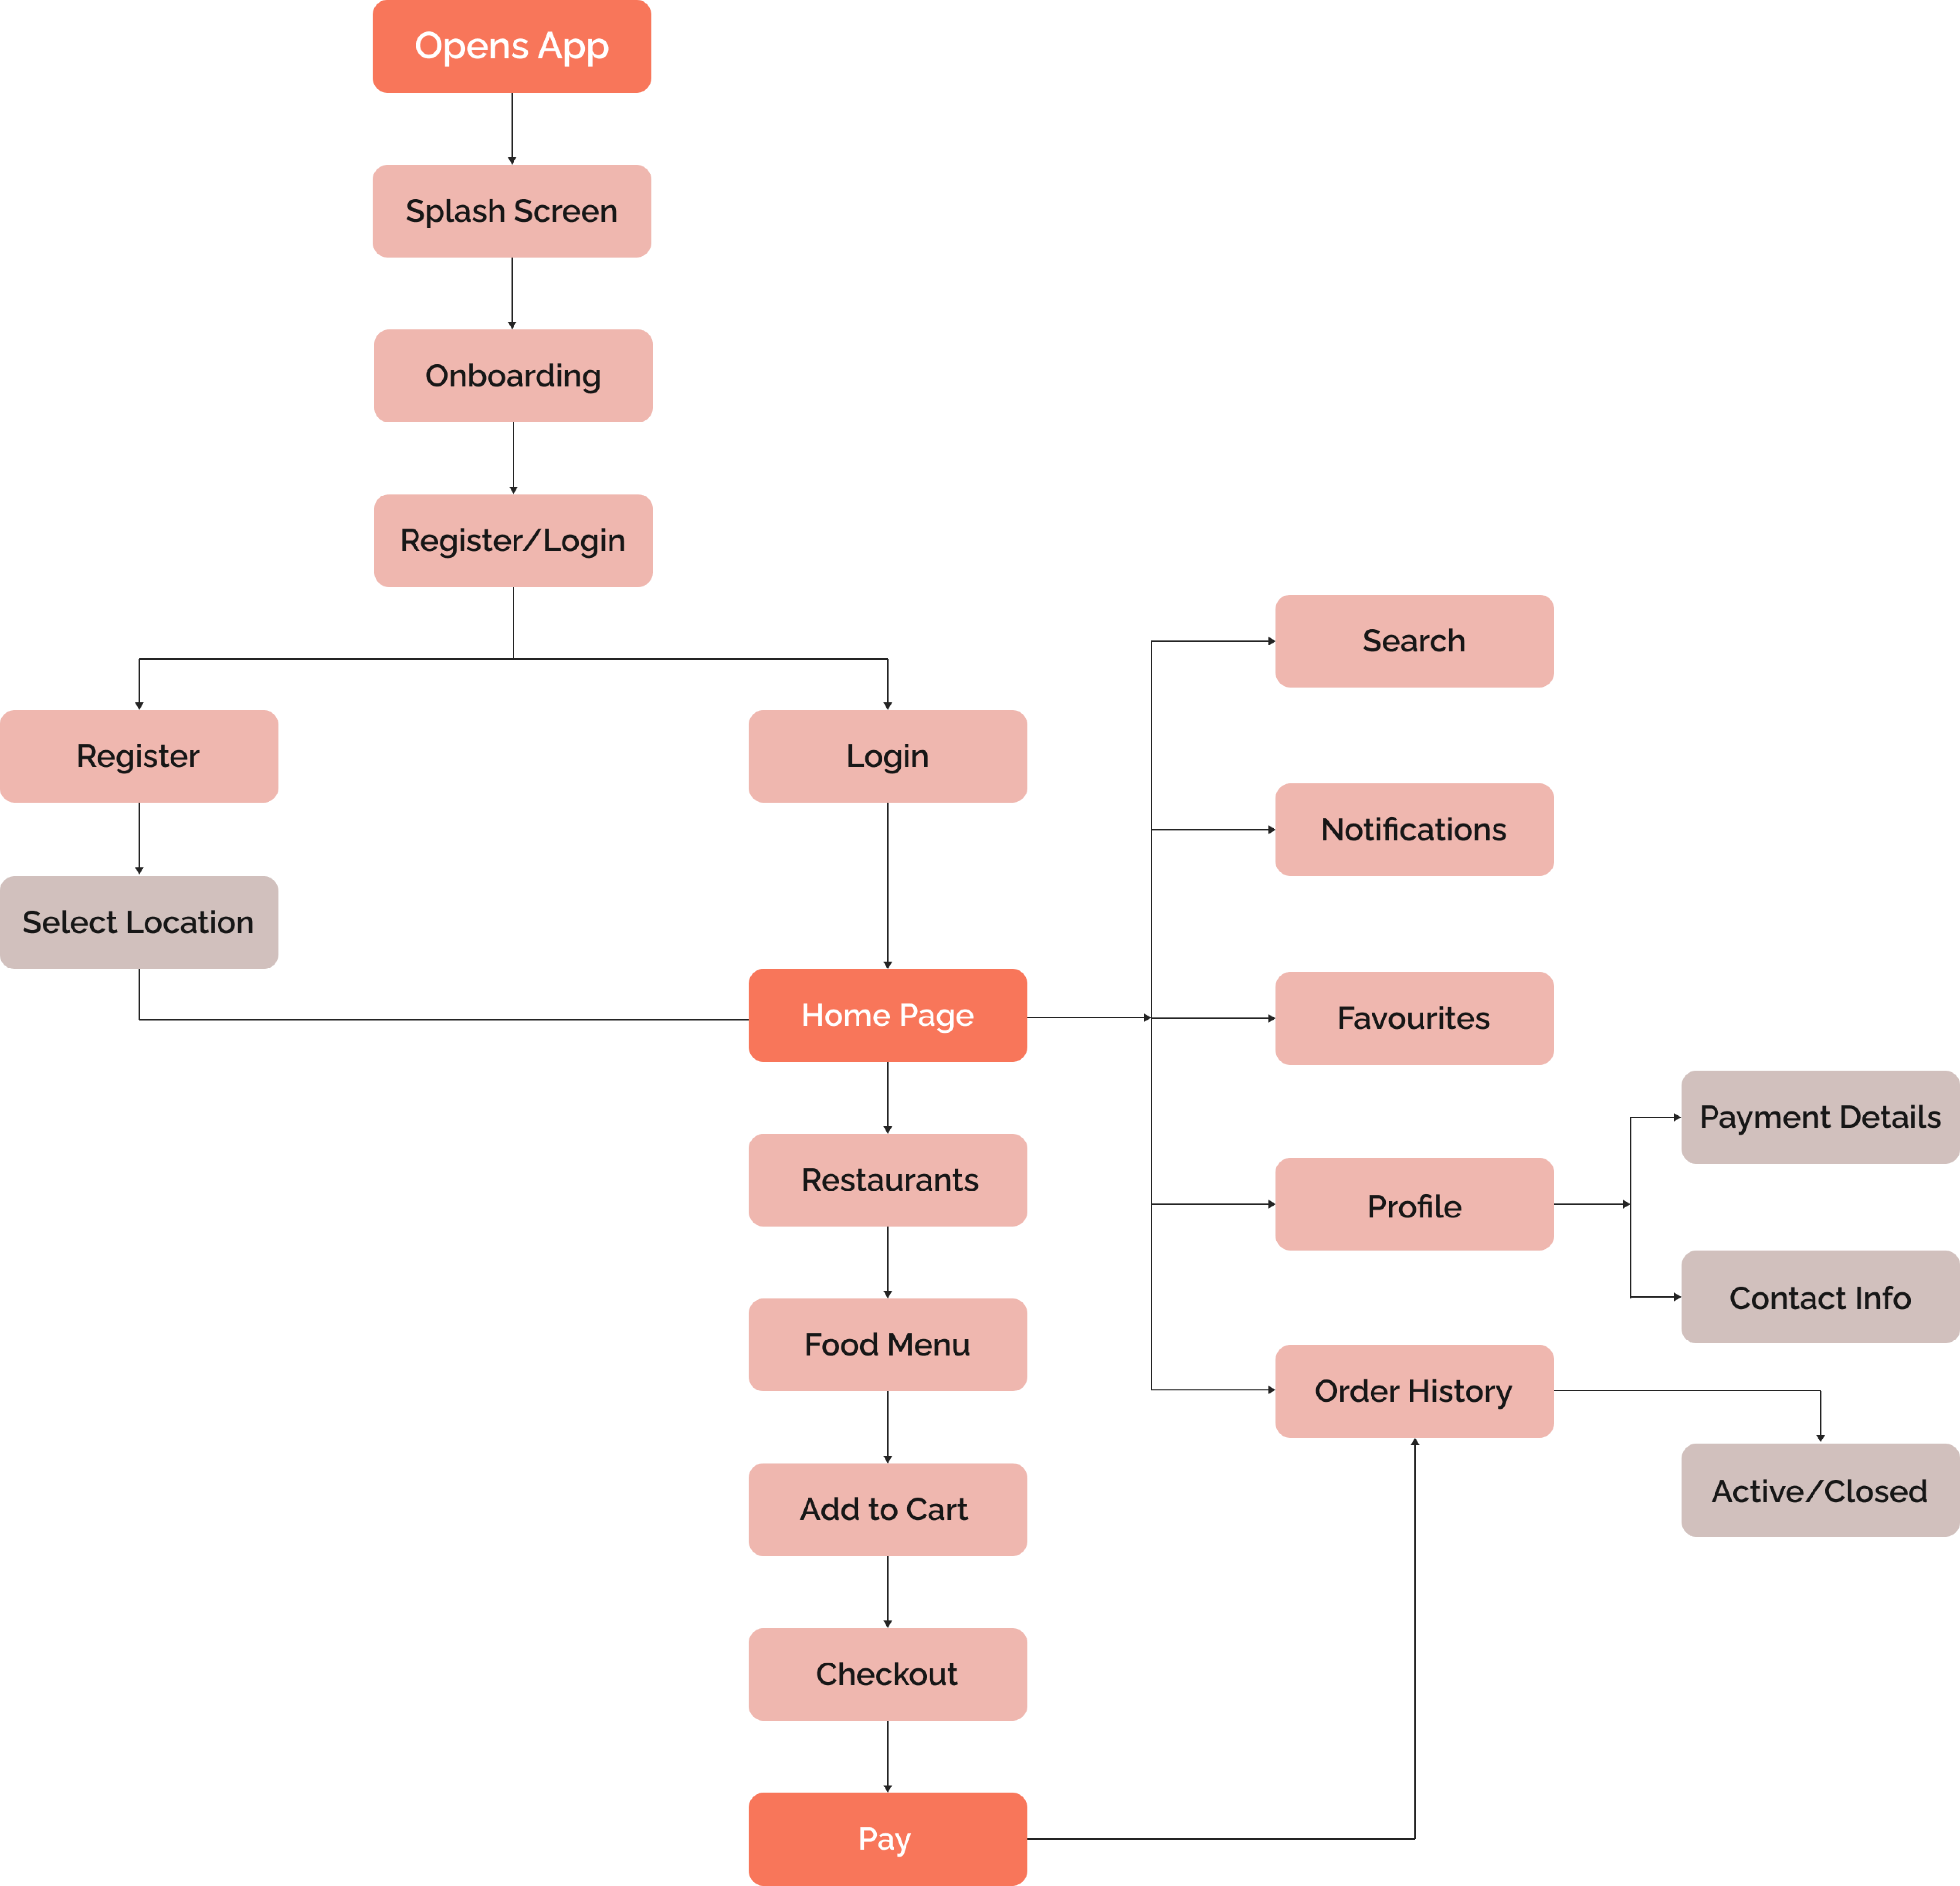 Opens App
Splash Screen
Onboarding
Register/Login
Register
Login
Select Location
Home Page
Restaurants
Food Menu
Add to Cart
Checkout
Pay
Search
Notifications
Favourites
Profile
Order History
Payment Details
Contact Info
Active/Closed